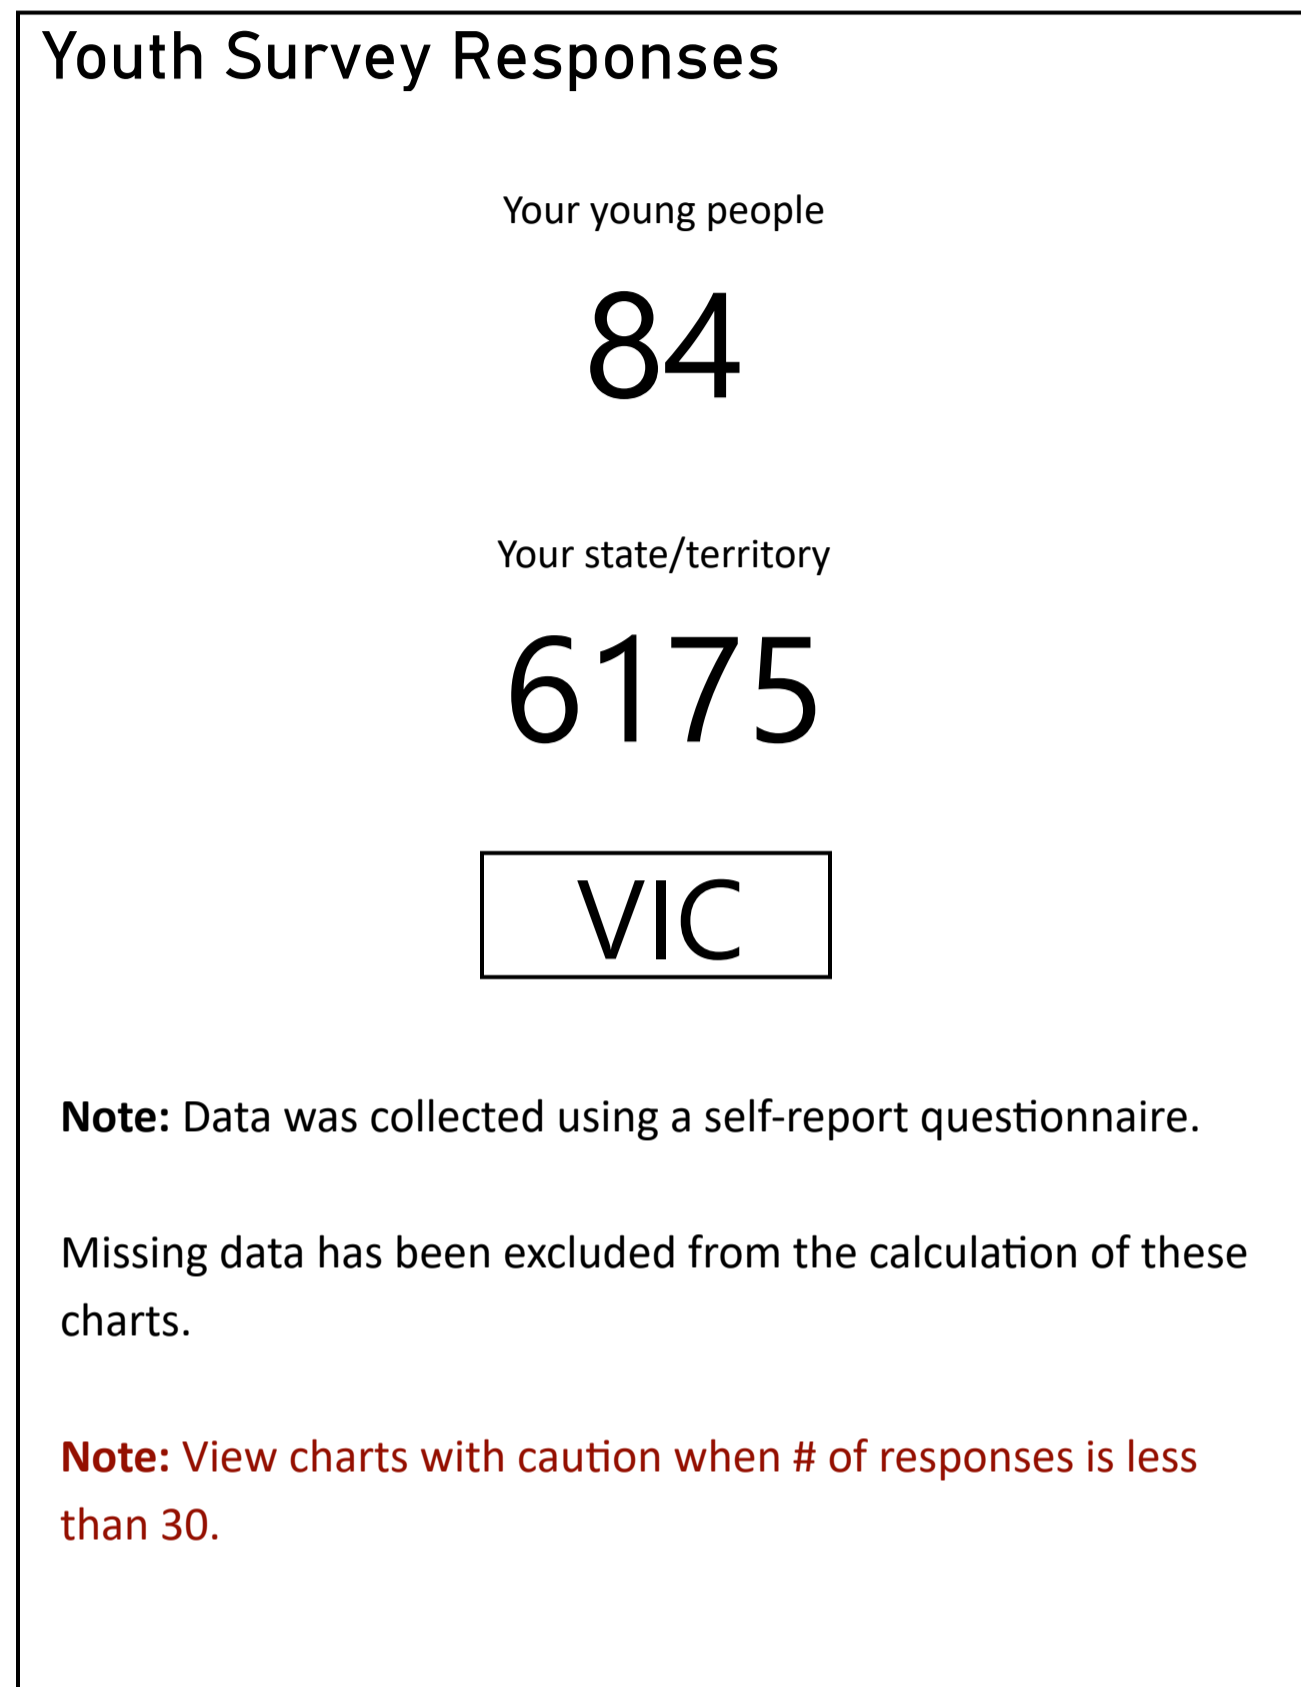 Youth Survey Responses
Your young people
84
Your state/territory
6175
VIC
Note: Data was collected using a self-report questionnaire.
Missing data has been excluded from the calculation of these
charts.
Note: View charts with caution when # of responses is less
than 30.